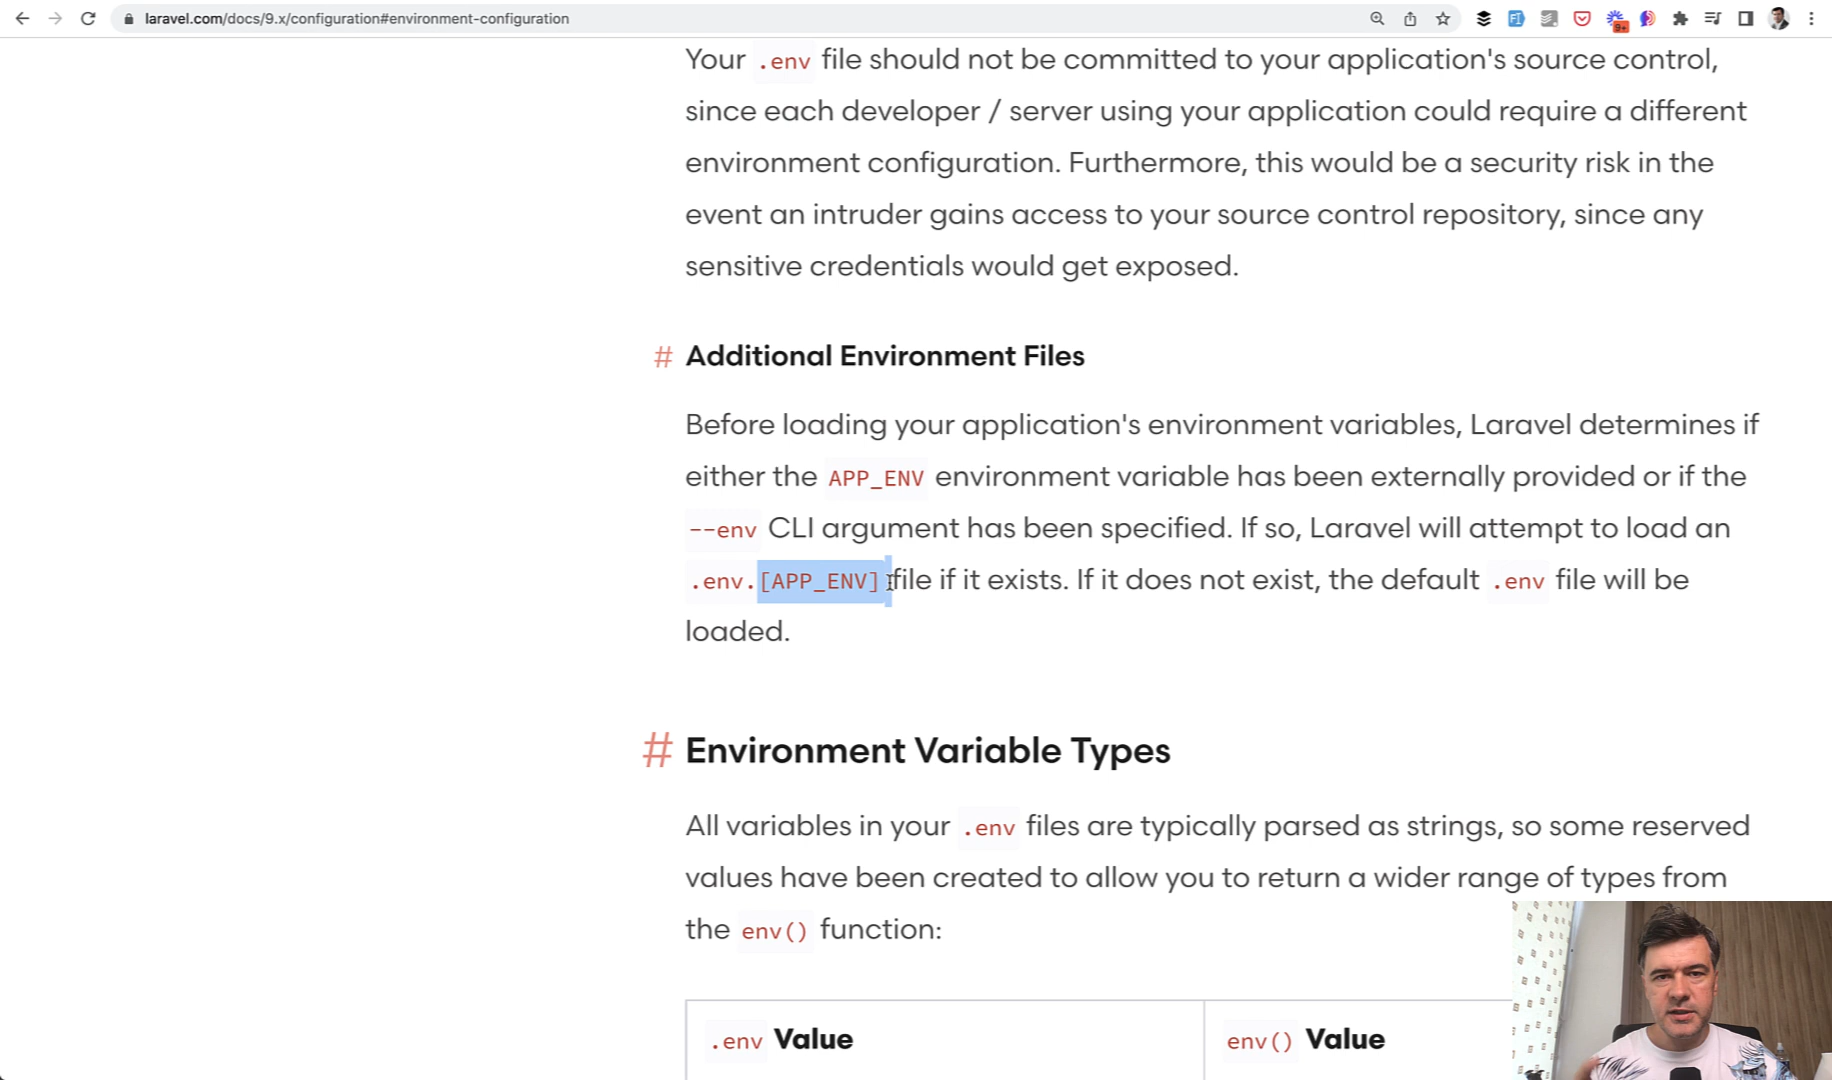 laravel.com/docs/9.x/configuration#environment-configuration
9+
Your .env file should not be committed to your application's source control,
since each developer / server using your application could require a different
environment configuration. Furthermore, this would be a security risk in the
event an intruder gains access to your source control repository, since any
sensitive credentials would get exposed.
# Additional Environment Files
Before loading your application's environment variables, Laravel determines if
either the APP_ENV environment variable has been externally provided or if the
--env CLI argument has been specified. If so, Laravel will attempt to load an
.env.[APP_ENV] file if it exists. If it does not exist, the default .env file will be
loaded.
# Environment Variable Types
All variables in your .env files are typically parsed as strings, so some reserved
values have been created to allow you to return a wider range of types from
the env() function:
.env Value env() Value